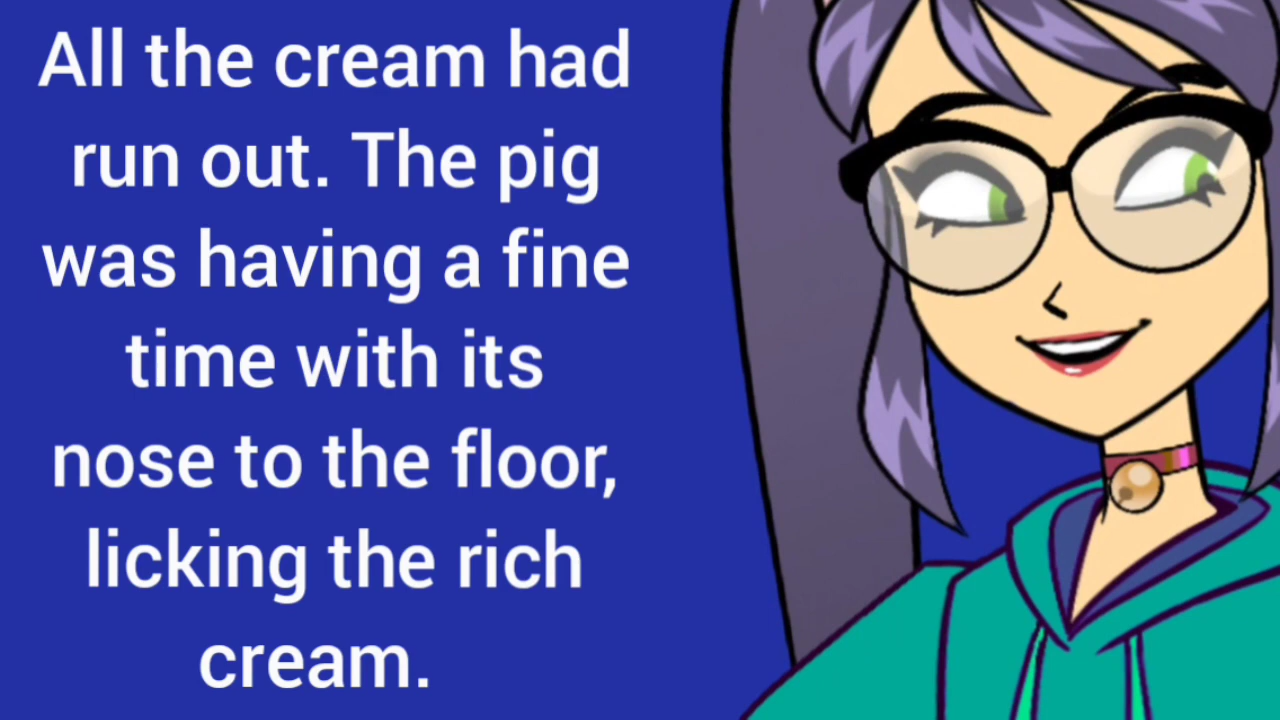 All the cream had
run out. The pig
was having a fine
time with its
nose to the floor,
licking the rich
cream.